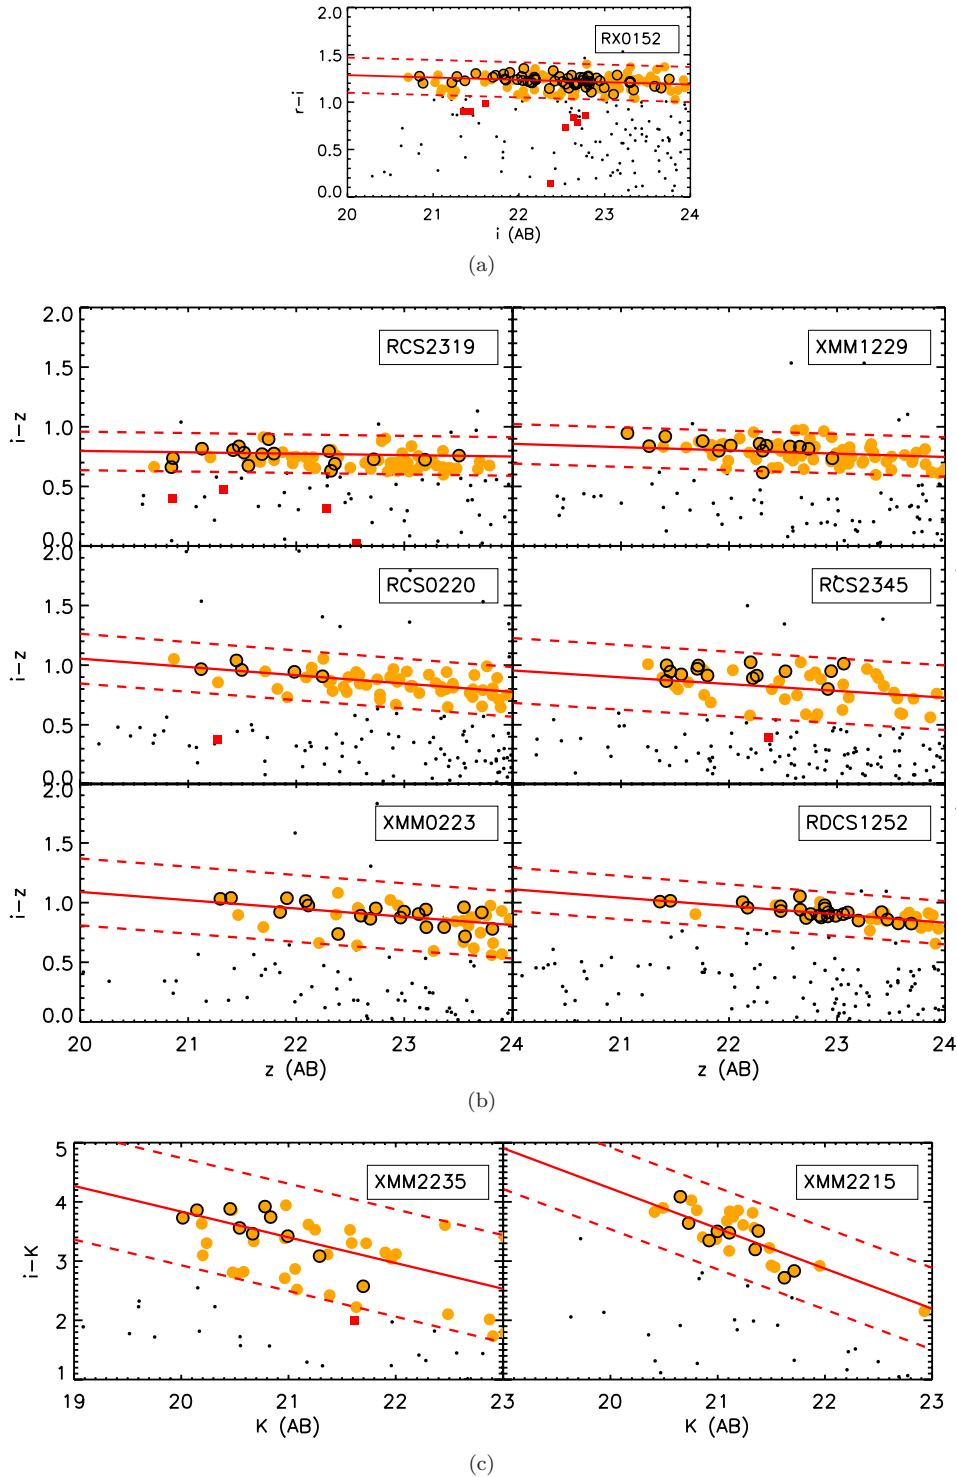 2.0
RX0152
1.5
r-i
1.0
0.5
0.0
20 21 22 23 24
i (AB)
(a)
2.0
RCS2319 XMM1229
1.5
i-z
1.0
0.5
0.0
2.0
RCS0220 RCS2345
1.5
i-z
1.0
0.5
0.0
2.0
XMM0223 RDCS1252
1.5
i-z
1.0
0.5
0.0
20 21 22 23 24 21 22 23 24
z (AB) z (AB)
(b)
5
XMM2235 XMM2215
4
i-K
3
2
1
19 20 21 22 23 20 21 22 23
K (AB) K (AB)
(c)